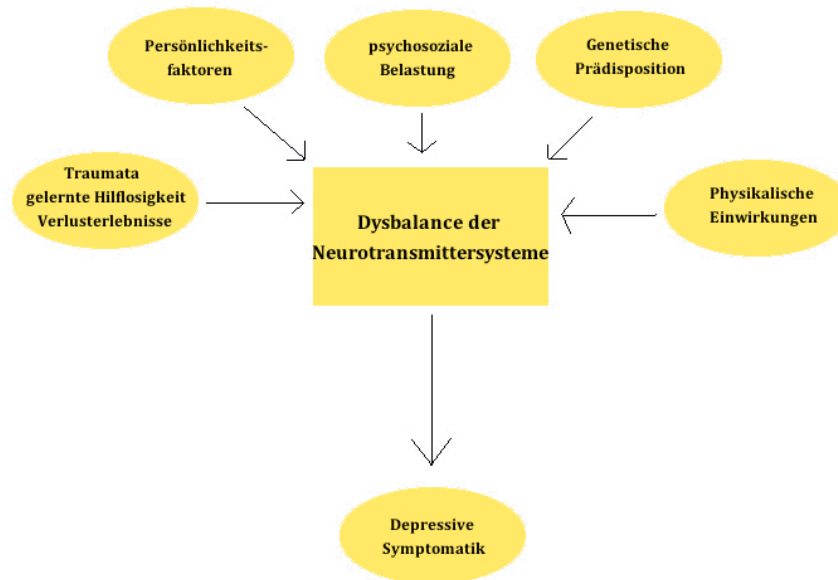 Persönlichkeits-
faktoren
psychosoziale
Belastung
Genetische
Prädisposition
Traumata
gelernte Hilflosigkeit
Verlusterlebnisse
Physikalische
Einwirkungen
Dysbalance der
Neurotransmittersysteme
Depressive
Symptomatik